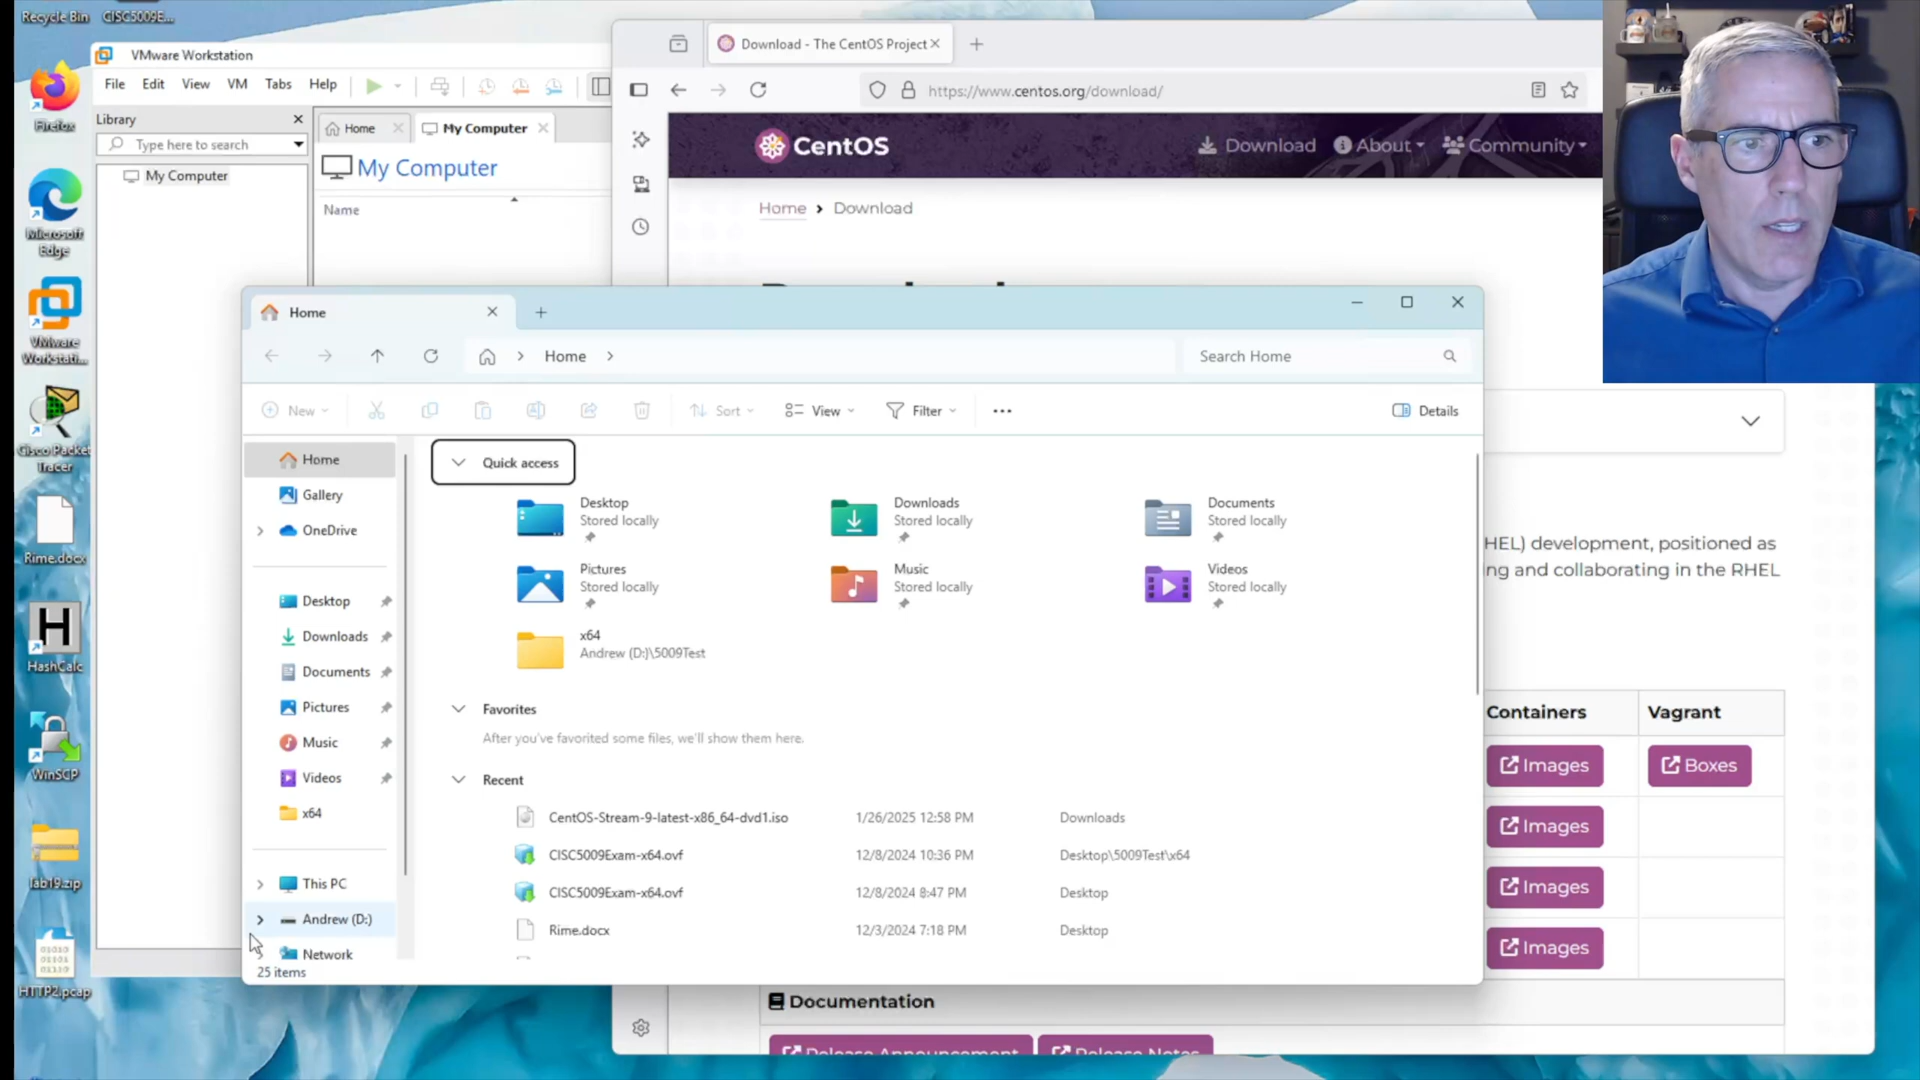 Recycle Bin
CISC5009E...
Firefox
Microsoft
Edge
VMware
Workstati...
Cisco Packet
Tracer
Rime.docx
HashCalc
WinSCP
lab19.zip
HTTP2.pcap
VMware Workstation
File
Edit
View
VM
Tabs
Help
Library
Type here to search
My Computer
Home
My Computer
My Computer
Name
Download - The CentOS Project
https://www.centos.org/download/
CentOS
Download
About
Community
Home > Download
Home
Home
Search Home
New
Sort
View
Filter
Details
Home
Gallery
OneDrive
Desktop
Downloads
Documents
Pictures
Music
Videos
x64
This PC
Andrew (D:)
Network
25 items
Quick access
Desktop
Stored locally
Downloads
Stored locally
Documents
Stored locally
Pictures
Stored locally
Music
Stored locally
Videos
Stored locally
x64
Andrew (D:)\5009Test
Favorites
After you've favorited some files, we'll show them here.
Recent
CentOS-Stream-9-latest-x86_64-dvd1.iso 1/26/2025 12:58 PM Downloads
CISC5009Exam-x64.ovf 12/8/2024 10:36 PM Desktop\5009Test\x64
CISC5009Exam-x64.ovf 12/8/2024 8:47 PM Desktop
Rime.docx 12/3/2024 7:18 PM Desktop
HEL) development, positioned as
ng and collaborating in the RHEL
Containers
Vagrant
Images
Boxes
Images
Images
Images
Documentation
Release Announcement
Release Notes